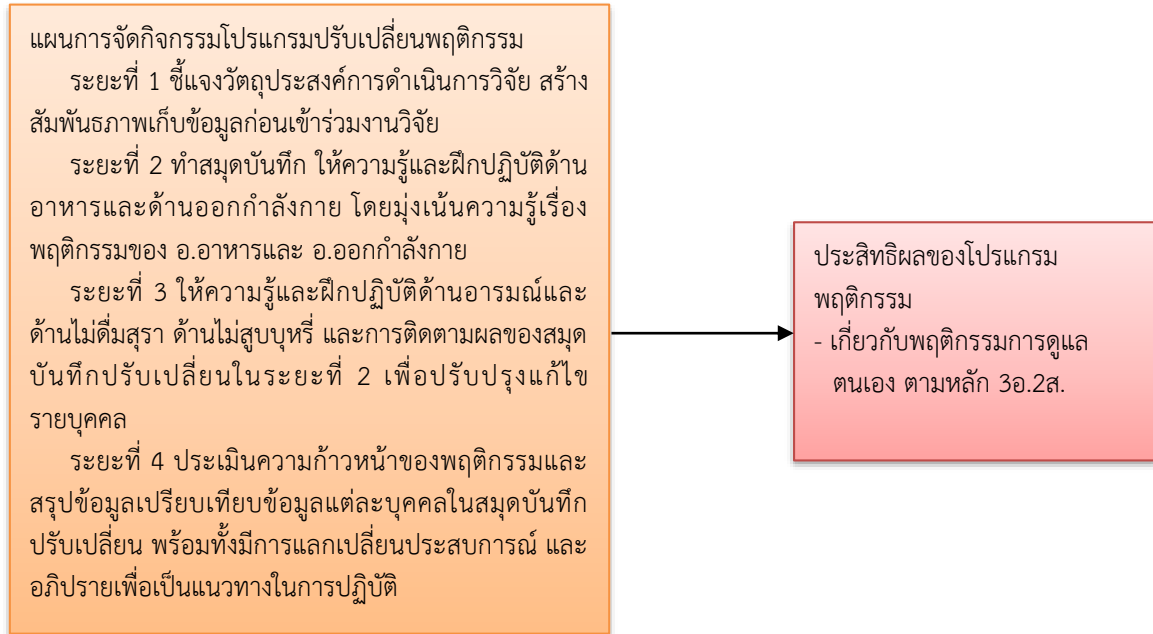 แผนการจัดกิจกรรมโปรแกรมปรับเปลี่ยนพฤติกรรม
ระยะที่ 1 ชี้แจงวัตถุประสงค์การดำเนินการวิจัย สร้าง
สัมพันธภาพเก็บข้อมูลก่อนเข้าร่วมงานวิจัย
ระยะที่ 2 ทำสมุดบันทึก ให้ความรู้และฝึกปฏิบัติด้าน
อาหารและด้านออกกำลังกาย โดยมุ่งเน้นความรู้เรื่อง
พฤติกรรมของ อ.อาหารและ อ.ออกกำลังกาย
ระยะที่ 3 ให้ความรู้และฝึกปฏิบัติด้านอารมณ์และ
ด้านไม่ดื่มสุรา ด้านไม่สูบบุหรี่ และการติดตามผลของสมุด
บันทึกปรับเปลี่ยนในระยะที่ 2 เพื่อปรับปรุงแก้ไข
รายบุคคล
ระยะที่ 4 ประเมินความก้าวหน้าของพฤติกรรมและ
สรุปข้อมูลเปรียบเทียบข้อมูลแต่ละบุคคลในสมุดบันทึก
ปรับเปลี่ยน พร้อมทั้งมีการแลกเปลี่ยนประสบการณ์ และ
อภิปรายเพื่อเป็นแนวทางในการปฏิบัติ
ประสิทธิผลของโปรแกรม
พฤติกรรม
- เกี่ยวกับพฤติกรรมการดูแล
ตนเอง ตามหลัก 3อ.2ส.